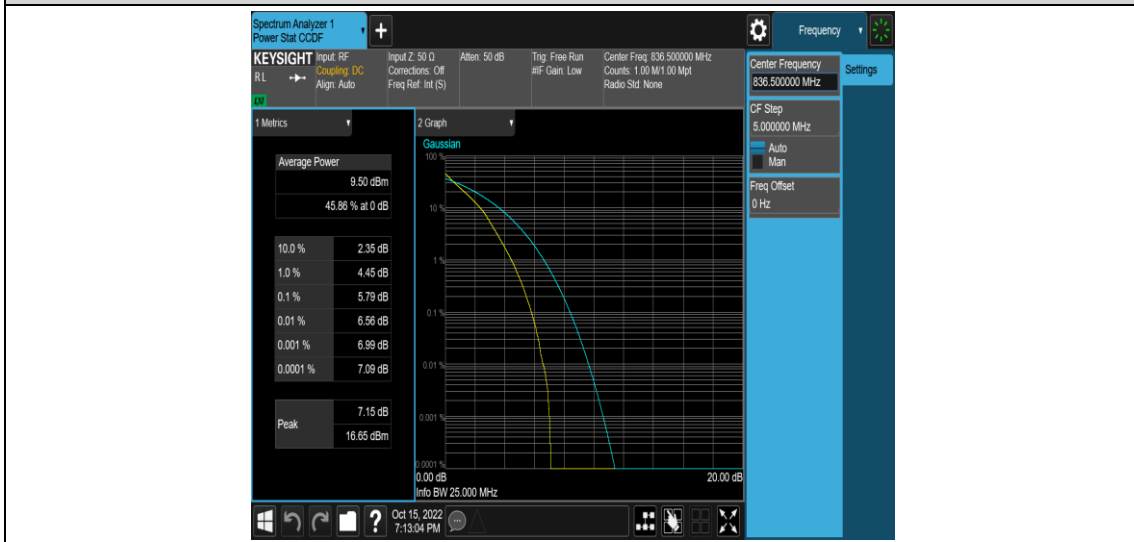 Spectrum Analyzer 1
Power Stat CCDF
+
Frequency
KEYSIGHT
RL
LXI
Input: RF
Coupling: DC
Align: Auto
Input Z: 50 Ω
Corrections: Off
Freq Ref: Int (S)
Atten: 50 dB
Trig: Free Run
#IF Gain: Low
Center Freq: 836.500000 MHz
Counts: 1.00 M/1.00 Mpt
Radio Std: None
Center Frequency
836.500000 MHz
Settings
CF Step
5.000000 MHz
Auto
Man
Freq Offset
0 Hz
1 Metrics
Average Power
9.50 dBm
45.86 % at 0 dB
10.0 % 2.35 dB
1.0 % 4.45 dB
0.1 % 5.79 dB
0.01 % 6.56 dB
0.001 % 6.99 dB
0.0001 % 7.09 dB
Peak
7.15 dB
16.65 dBm
2 Graph
Gaussian
100 %
10 %
1 %
0.1 %
0.01 %
0.001 %
0.0001 %
0.00 dB 20.00 dB
Info BW 25.000 MHz
?
Oct 15, 2022
7:13:04 PM